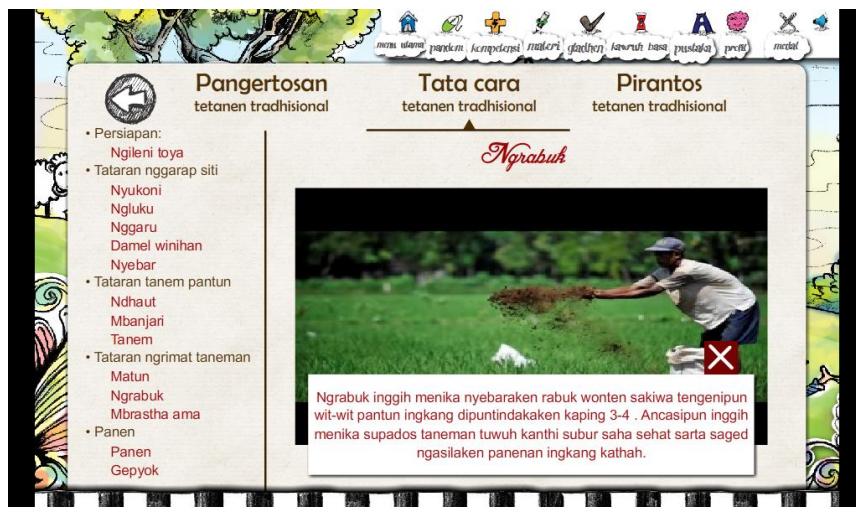 menu utama pandom kompetensi materi gladhen kawruh basa pustaka profil medal
Pangertosan
tetanen tradhisional
Tata cara
tetanen tradhisional
Pirantos
tetanen tradhisional
• Persiapan:
Ngileni toya
• Tataran nggarap siti
Nyukoni
Ngluku
Nggaru
Damel winihan
Nyebar
• Tataran tanem pantun
Ndhaut
Mbanjari
Tanem
• Tataran ngrimat taneman
Matun
Ngrabuk
Mbrastha ama
• Panen
Panen
Gepyok
Ngrabuk
Ngrabuk inggih menika nyebaraken rabuk wonten sakiwa tengenipun
wit-wit pantun ingkang dipuntindakaken kaping 3-4 . Ancasipun inggih
menika supados taneman tuwuh kanthi subur saha sehat sarta saged
ngasilaken panenan ingkang kathah.